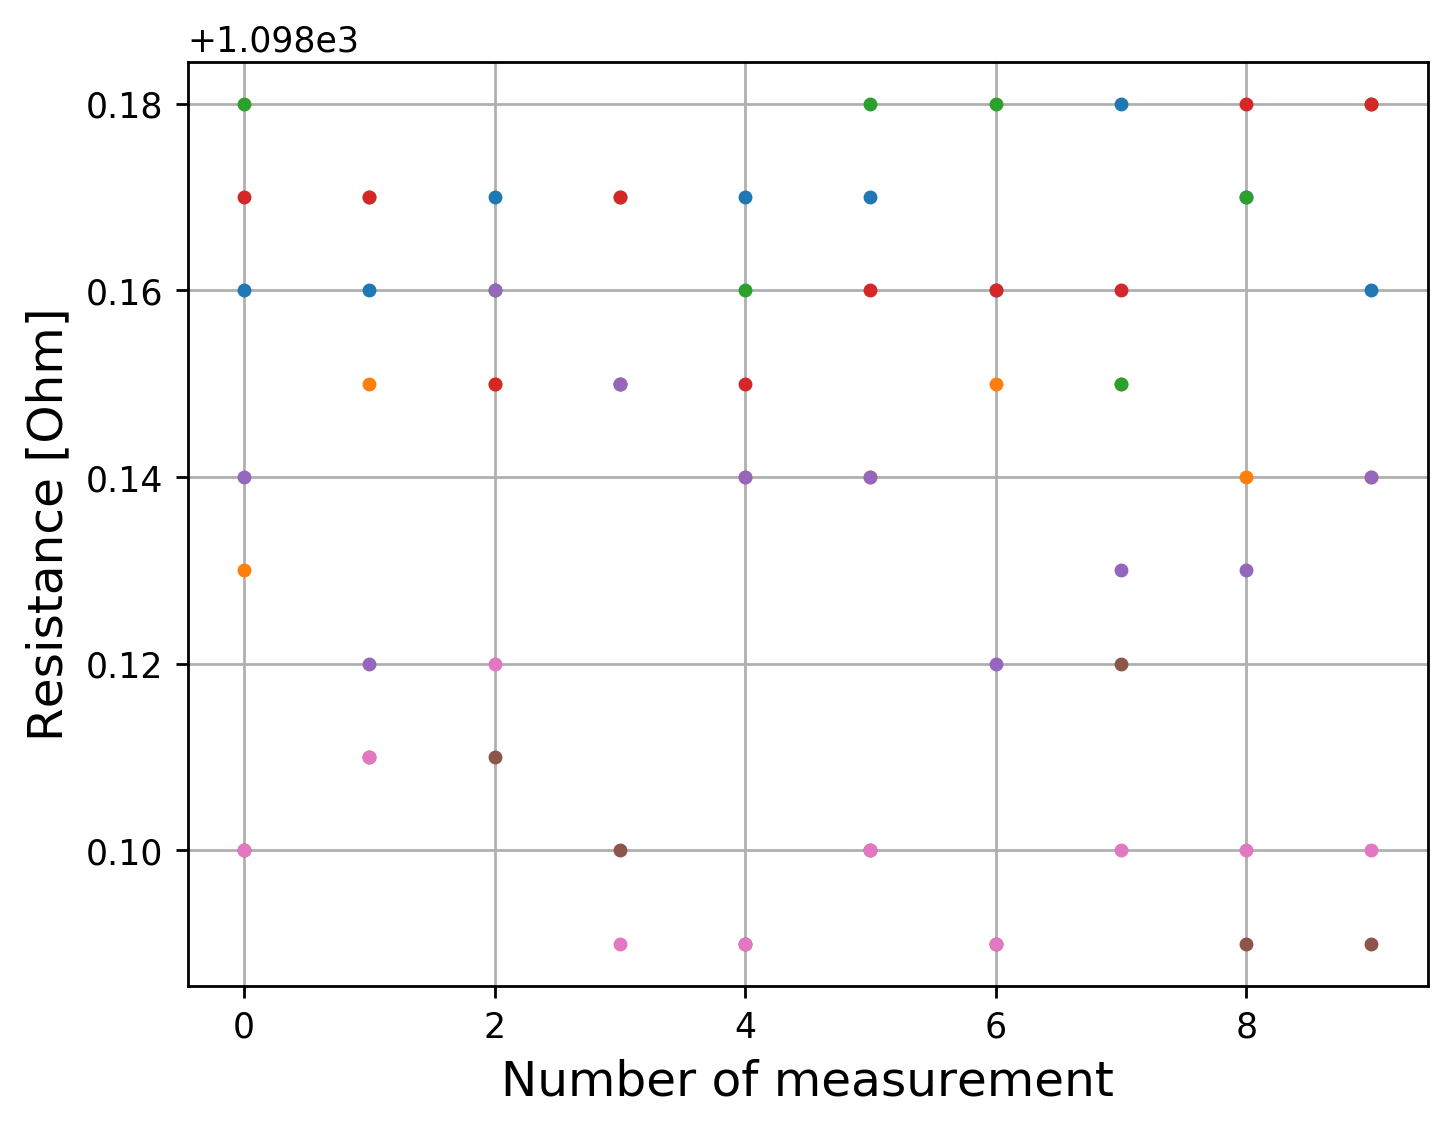 +1.098e3
0.18
0.16
0.14
0.12
0.10
Resistance [Ohm]
0 2 4 6 8
Number of measurement